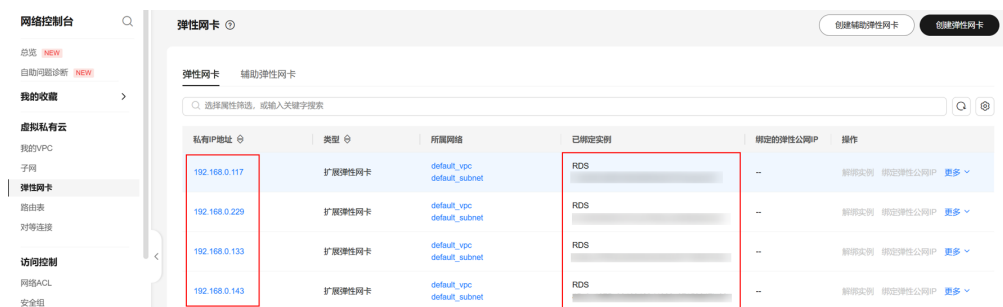 网络控制台
总览 NEW
自助问题诊断 NEW
我的收藏
虚拟私有云
我的VPC
子网
弹性网卡
路由表
对等连接
访问控制
网络ACL
安全组
弹性网卡
创建辅助弹性网卡 创建弹性网卡
弹性网卡 辅助弹性网卡
选择属性筛选，或输入关键字搜索
私有IP地址 类型 所属网络 已绑定实例 绑定的弹性公网IP 操作
192.168.0.117 扩展弹性网卡 default_vpc RDS -- 解绑实例 绑定弹性公网IP 更多
default_subnet
192.168.0.229 扩展弹性网卡 default_vpc RDS -- 解绑实例 绑定弹性公网IP 更多
default_subnet
192.168.0.133 扩展弹性网卡 default_vpc RDS -- 解绑实例 绑定弹性公网IP 更多
default_subnet
192.168.0.143 扩展弹性网卡 default_vpc RDS -- 解绑实例 绑定弹性公网IP 更多
default_subnet